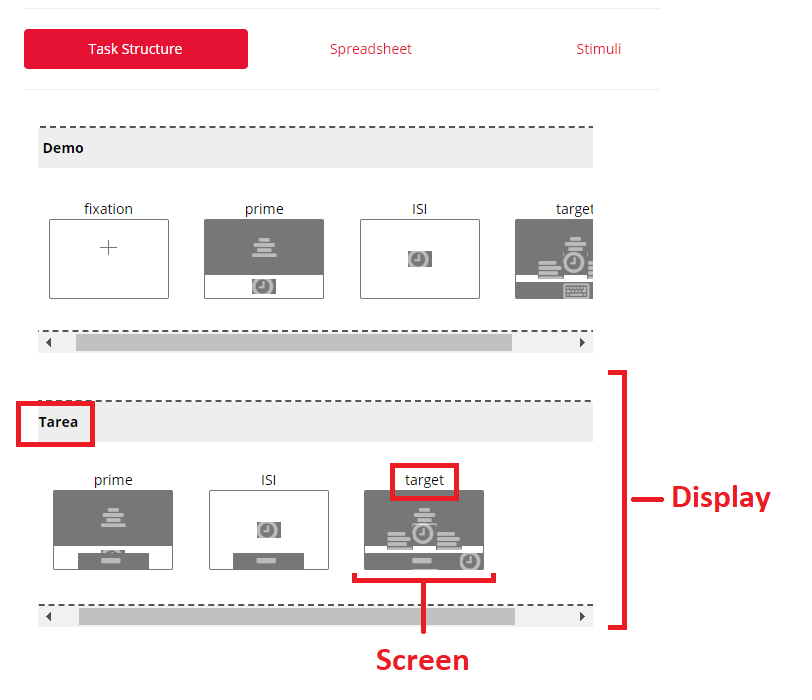 Task Structure Spreadsheet Stimuli
Demo
fixation prime ISI target
Tarea
prime ISI target
Display
Screen